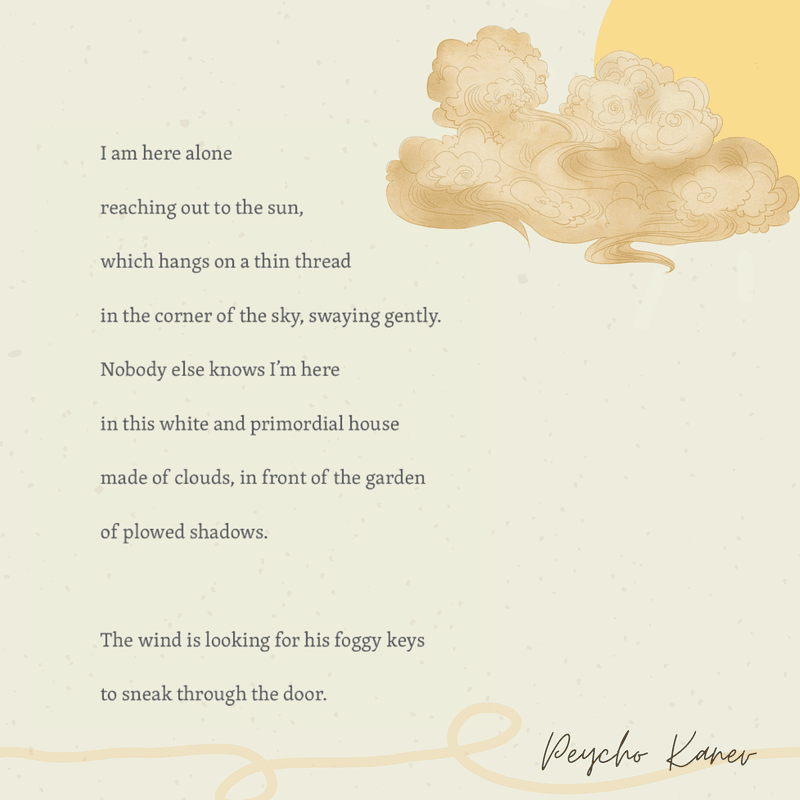 I am here alone
reaching out to the sun,
which hangs on a thin thread
in the corner of the sky, swaying gently.
Nobody else knows I’m here
in this white and primordial house
made of clouds, in front of the garden
of plowed shadows.
The wind is looking for his foggy keys
to sneak through the door.
Peycho Kanev